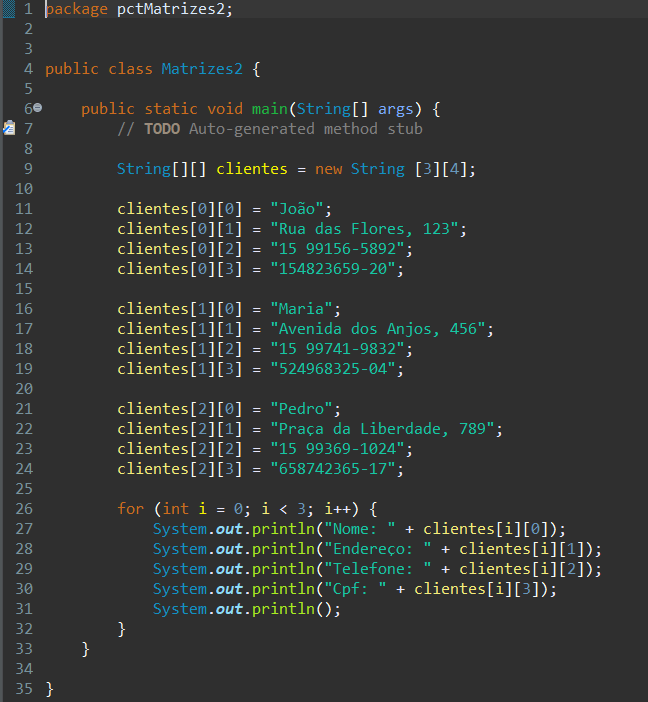 1 package pctMatrizes2;
2
3
4 public class Matrizes2 {
5
6 public static void main(String[] args) {
7 // TODO Auto-generated method stub
8
9 String[][] clientes = new String [3][4];
10
11 clientes[0][0] = "João";
12 clientes[0][1] = "Rua das Flores, 123";
13 clientes[0][2] = "15 99156-5892";
14 clientes[0][3] = "154823659-20";
15
16 clientes[1][0] = "Maria";
17 clientes[1][1] = "Avenida dos Anjos, 456";
18 clientes[1][2] = "15 99741-9832";
19 clientes[1][3] = "524968325-04";
20
21 clientes[2][0] = "Pedro";
22 clientes[2][1] = "Praça da Liberdade, 789";
23 clientes[2][2] = "15 99369-1024";
24 clientes[2][3] = "658742365-17";
25
26 for (int i = 0; i < 3; i++) {
27 System.out.println("Nome: " + clientes[i][0]);
28 System.out.println("Endereço: " + clientes[i][1]);
29 System.out.println("Telefone: " + clientes[i][2]);
30 System.out.println("Cpf: " + clientes[i][3]);
31 System.out.println();
32 }
33 }
34
35 }